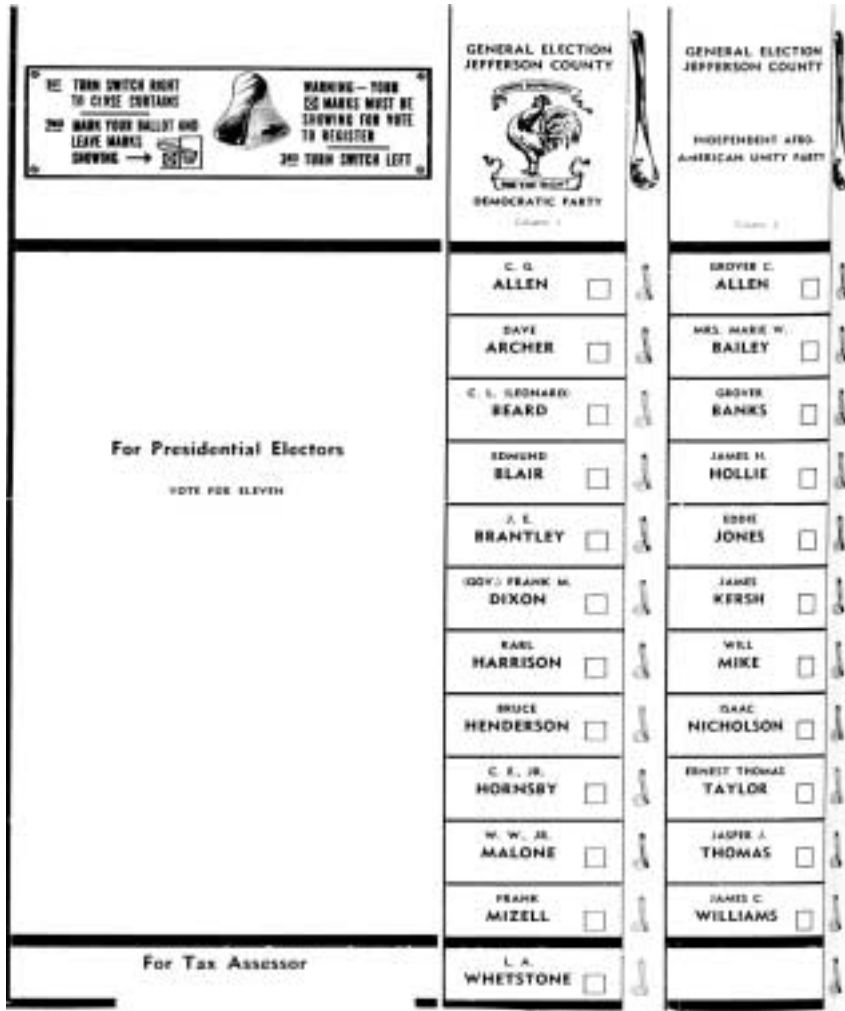 1ST TURN SWITCH RIGHT
TO CLOSE CURTAINS
2ND MARK YOUR BALLOT AND
LEAVE MARKS
SHOWING →
WARNING — YOUR
☒ MARKS MUST BE
SHOWING FOR VOTE
TO REGISTER
3RD TURN SWITCH LEFT
GENERAL ELECTION
JEFFERSON COUNTY
DEMOCRATIC PARTY
Column 1
GENERAL ELECTION
JEFFERSON COUNTY
INDEPENDENT AFRO-
AMERICAN UNITY PARTY
Column 2
For Presidential Electors
VOTE FOR ELEVEN
C. G.
ALLEN
DAVE
ARCHER
C. L. (LEONARD)
BEARD
EDMUND
BLAIR
J. E.
BRANTLEY
(GOV.) FRANK M.
DIXON
KARL
HARRISON
BRUCE
HENDERSON
C. E., JR.
HORNSBY
W. W., JR.
MALONE
FRANK
MIZELL
GROVER C.
ALLEN
MRS. MARIE W.
BAILEY
GROVER
BANKS
JAMES H.
HOLLIE
EDDIE
JONES
JAMES
KERSH
WILL
MIKE
ISAAC
NICHOLSON
ERNEST THOMAS
TAYLOR
JASPER J.
THOMAS
JAMES C.
WILLIAMS
For Tax Assessor
L. A.
WHETSTONE